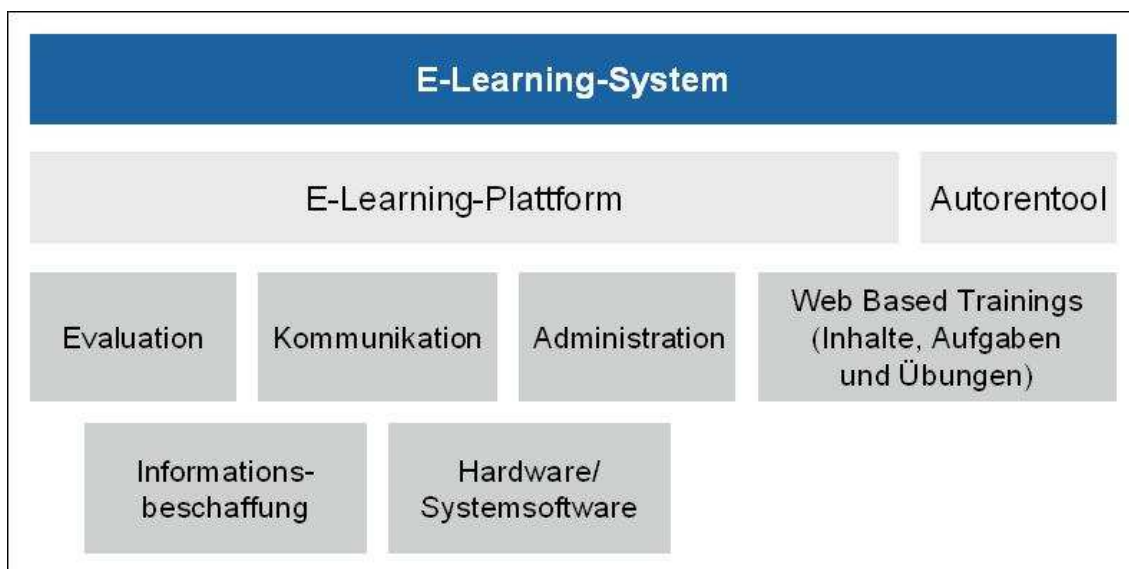 E-Learning-System
E-Learning-Plattform
Autorentool
Evaluation
Kommunikation
Administration
Web Based Trainings
(Inhalte, Aufgaben
und Übungen)
Informations-
beschaffung
Hardware/
Systemsoftware